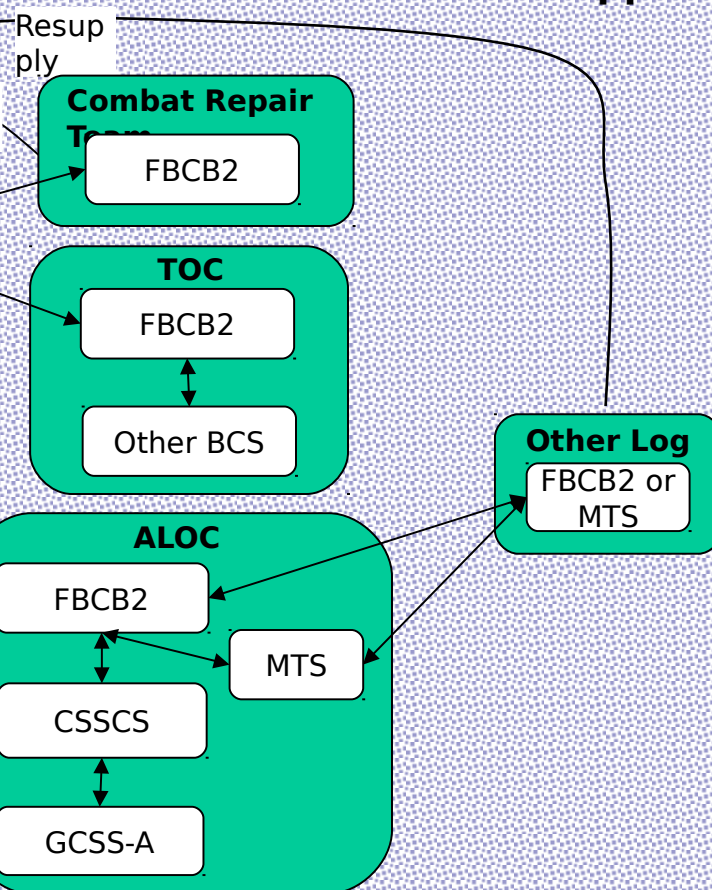 Resup
ply
Combat Repair
Team
FBCB2
TOC
FBCB2
Other BCS
Other Log
FBCB2 or
MTS
ALOC
FBCB2
MTS
CSSCS
GCSS-A